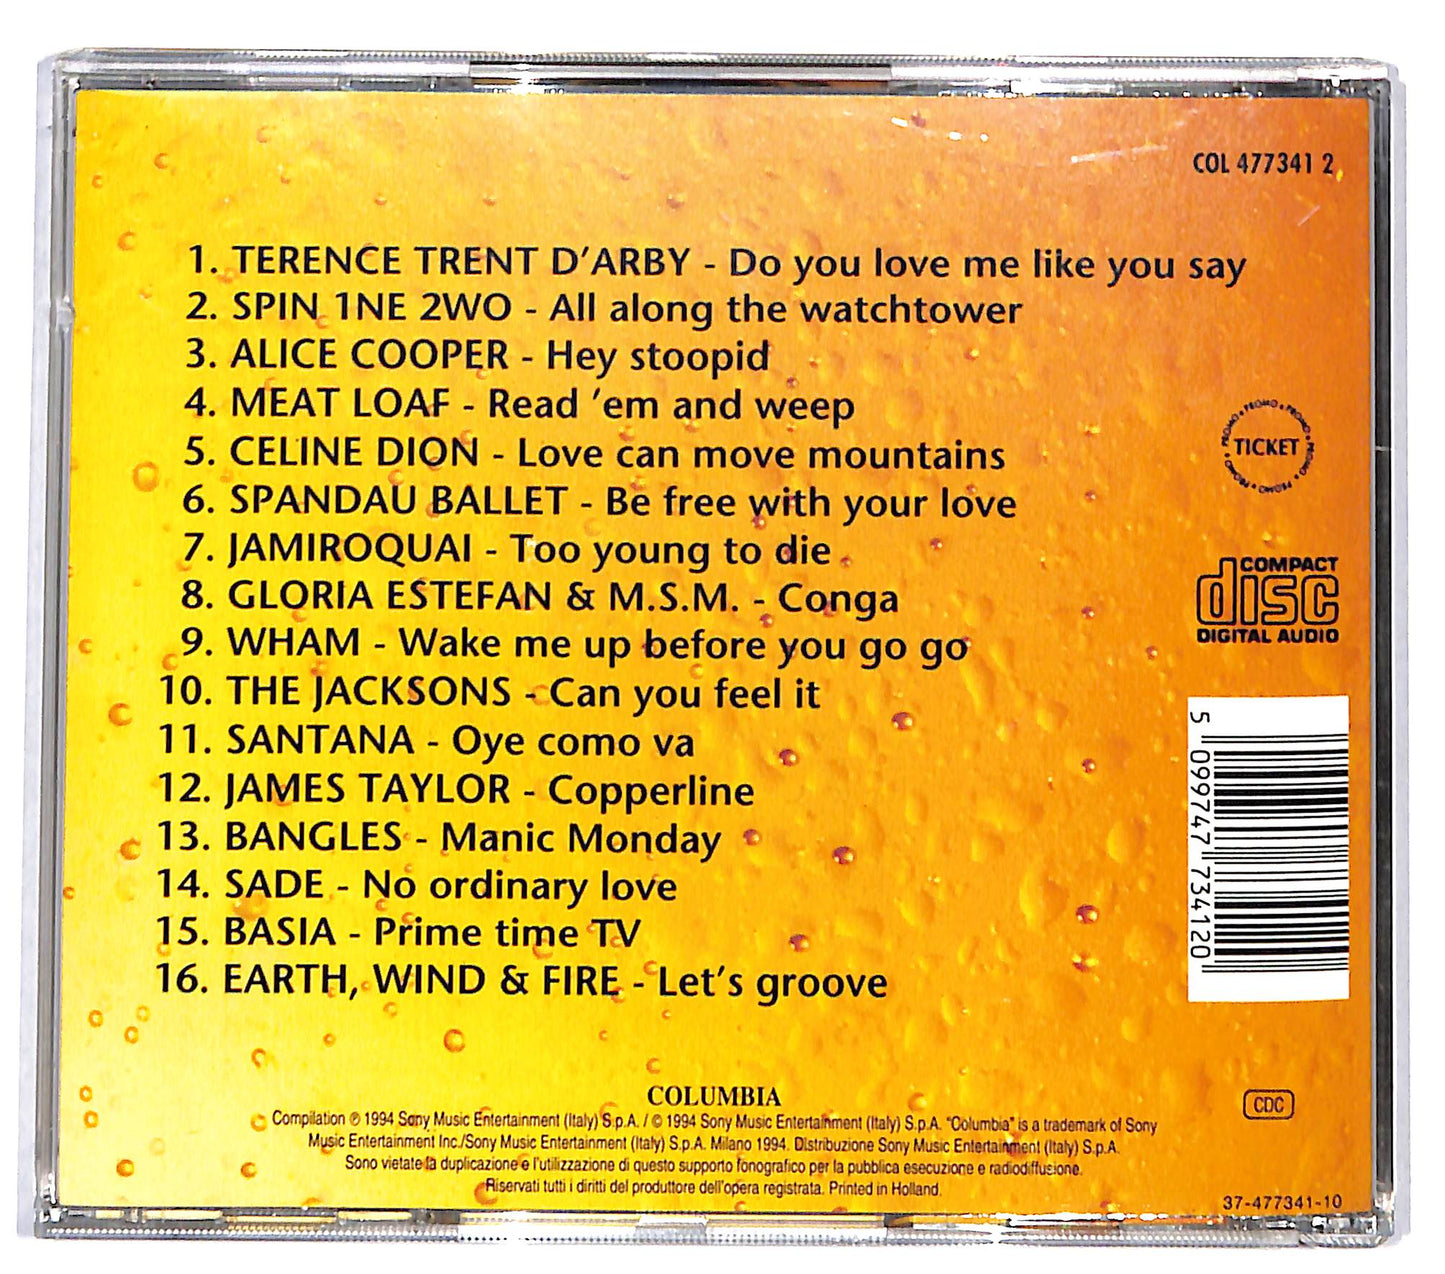 COL 477341 2
1. TERENCE TRENT D'ARBY - Do you love me like you say
2. SPIN 1NE 2WO - All along the watchtower
3. ALICE COOPER - Hey stoopid
4. MEAT LOAF - Read 'em and weep
5. CELINE DION - Love can move mountains
6. SPANDAU BALLET - Be free with your love
7. JAMIROQUAI - Too young to die
8. GLORIA ESTEFAN & M.S.M. - Conga
9. WHAM - Wake me up before you go go
10. THE JACKSONS - Can you feel it
11. SANTANA - Oye como va
12. JAMES TAYLOR - Copperline
13. BANGLES - Manic Monday
14. SADE - No ordinary love
15. BASIA - Prime time TV
16. EARTH, WIND & FIRE - Let's groove
PROMO • PROMO • PROMO • PROMO • PROMO • PROMO •
TICKET
COMPACT
disc
DIGITAL AUDIO
5 099747 734120
COLUMBIA
Compilation ℗ 1994 Sony Music Entertainment (Italy) S.p.A. / © 1994 Sony Music Entertainment (Italy) S.p.A. "Columbia" is a trademark of Sony
Music Entertainment Inc./Sony Music Entertainment (Italy) S.p.A. Milano 1994. Distribuzione Sony Music Entertainment (Italy) S.p.A.
Sono vietate la duplicazione e l'utilizzazione di questo supporto fonografico per la pubblica esecuzione e radiodiffusione.
Riservati tutti i diritti del produttore dell'opera registrata. Printed in Holland.
CDC
37-477341-10